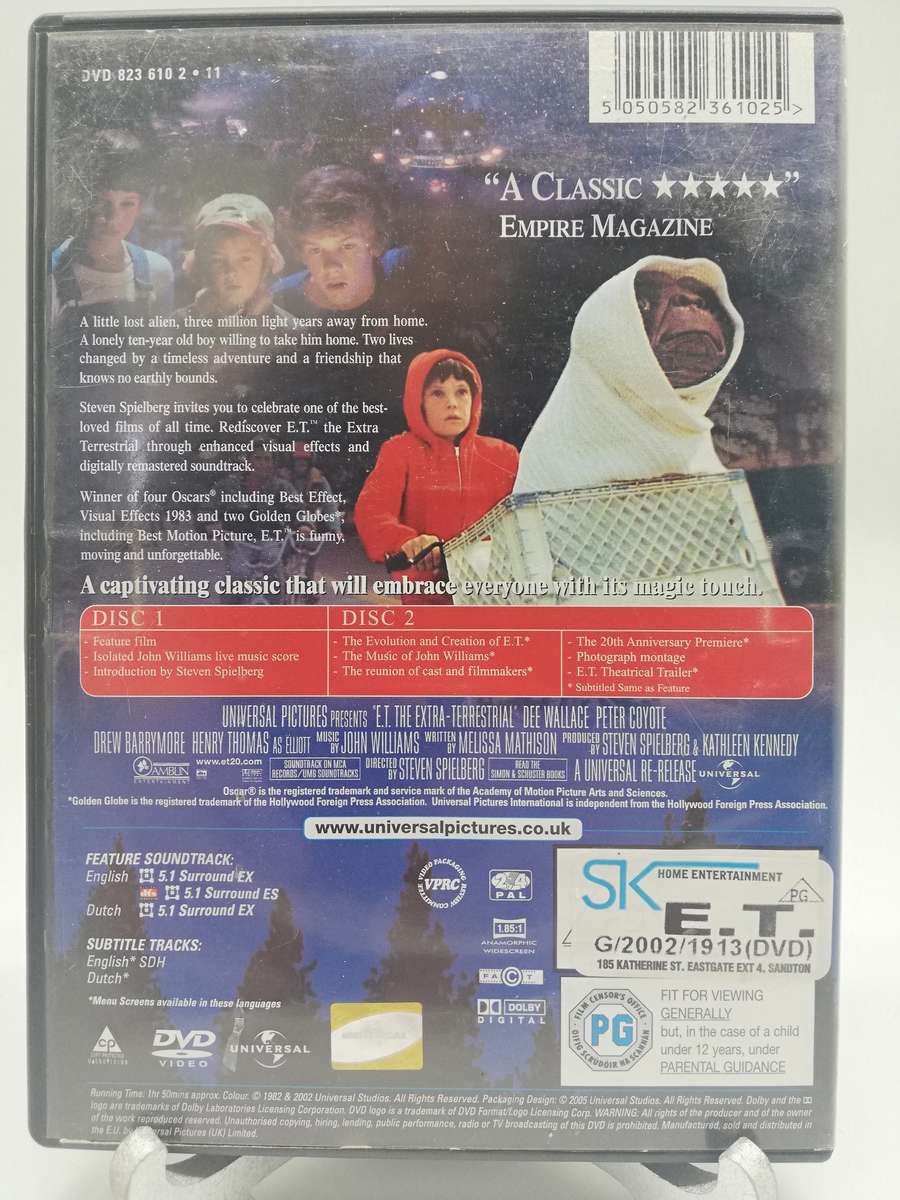 DVD 823 610 2 • 11
5 050582 361025 >
“A CLASSIC ★★★★★”
EMPIRE MAGAZINE
A little lost alien, three million light years away from home.
A lonely ten-year old boy willing to take him home. Two lives
changed by a timeless adventure and a friendship that
knows no earthly bounds.
Steven Spielberg invites you to celebrate one of the best-
loved films of all time. Rediscover E.T.™ the Extra
Terrestrial through enhanced visual effects and
digitally remastered soundtrack.
Winner of four Oscars® including Best Effect,
Visual Effects 1983 and two Golden Globes*,
including Best Motion Picture, E.T.™ is funny,
moving and unforgettable.
A captivating classic that will embrace everyone with its magic touch.
DISC 1
- Feature film
- Isolated John Williams live music score
- Introduction by Steven Spielberg
DISC 2
- The Evolution and Creation of E.T.*
- The Music of John Williams*
- The reunion of cast and filmmakers*
- The 20th Anniversary Premiere*
- Photograph montage
- E.T. Theatrical Trailer*
* Subtitled Same as Feature
UNIVERSAL PICTURES PRESENTS "E.T. THE EXTRA-TERRESTRIAL" DEE WALLACE PETER COYOTE
DREW BARRYMORE HENRY THOMAS AS ELLIOTT MUSIC BY JOHN WILLIAMS WRITTEN BY MELISSA MATHISON PRODUCED BY STEVEN SPIELBERG & KATHLEEN KENNEDY
AMBLIN ENTERTAINMENT www.et20.com SOUNDTRACK ON MCA RECORDS/UMG SOUNDTRACKS DIRECTED BY STEVEN SPIELBERG READ THE SIMON & SCHUSTER BOOKS A UNIVERSAL RE-RELEASE UNIVERSAL
Oscar® is the registered trademark and service mark of the Academy of Motion Picture Arts and Sciences.
*Golden Globe is the registered trademark of the Hollywood Foreign Press Association. Universal Pictures International is independent from the Hollywood Foreign Press Association.
www.universalpictures.co.uk
FEATURE SOUNDTRACK:
English 5.1 Surround EX
dts 5.1 Surround ES
Dutch 5.1 Surround EX
SUBTITLE TRACKS:
English* SDH
Dutch*
*Menu Screens available in these languages
VIDEO PACKAGING REVIEW COMMITTEE
VPRC
2 4
PAL
1.85:1
ANAMORPHIC
WIDESCREEN
FACT
DOLBY
DIGITAL
SK HOME ENTERTAINMENT
PG
E.T.
G/2002/1913(DVD)
185 KATHERINE ST. EASTGATE EXT 4. SANDTON
FILM CENSOR'S OFFICE
PG
OIFIG SCRÚDÓIR NA SCANNÁN
FIT FOR VIEWING
GENERALLY
but, in the case of a child
under 12 years, under
PARENTAL GUIDANCE
cp
COPY PROTECTED
MACROVISION
DVD
VIDEO
UNIVERSAL
Running Time: 1hr 50mins approx. Colour. © 1982 & 2002 Universal Studios. All Rights Reserved. Packaging Design: © 2005 Universal Studios. All Rights Reserved. Dolby and the
logo are trademarks of Dolby Laboratories Licensing Corporation. DVD logo is a trademark of DVD Format/Logo Licensing Corp. WARNING: All rights of the producer and of the owner
of the work reproduced reserved. Unauthorised copying, hiring, lending, public performance, radio or TV broadcasting of this DVD is prohibited. Manufactured, sold and distributed in
the E.U. by Universal Pictures (UK) Limited.